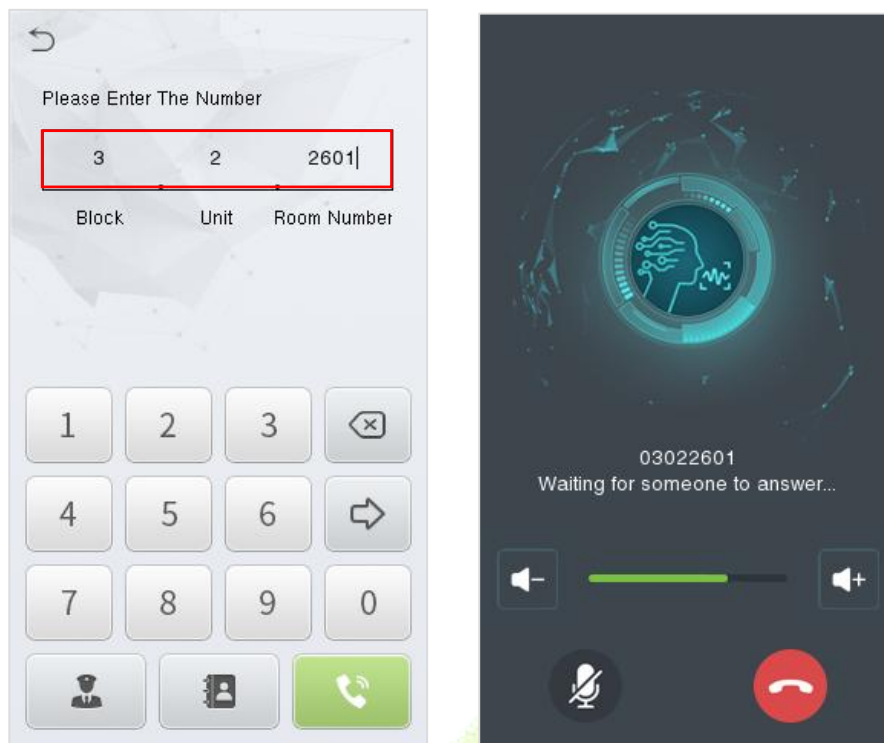 Please Enter The Number
3 2 2601
Block Unit Room Number
1 2 3
4 5 6
7 8 9 0
03022601
Waiting for someone to answer...